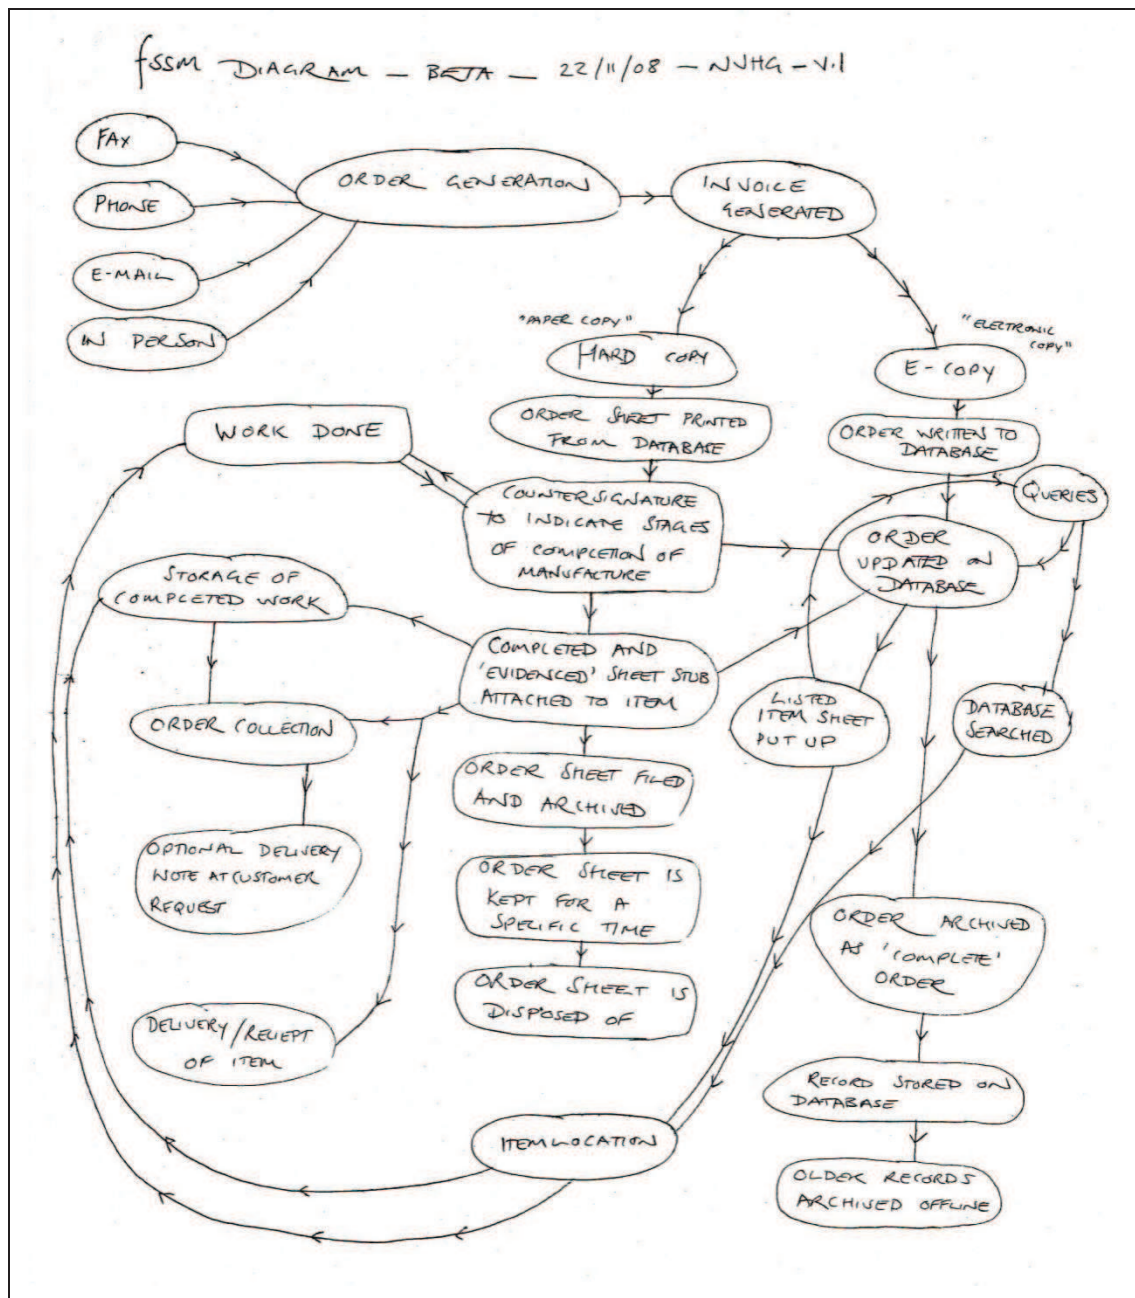 fSSM DIAGRAM – BETA – 22/11/08 – NVHG – V.1
FAX
PHONE
E-MAIL
IN PERSON
ORDER GENERATION
INVOICE
GENERATED
"PAPER COPY"
HARD COPY
"ELECTRONIC
COPY"
E-COPY
ORDER SHEET PRINTED
FROM DATABASE
ORDER WRITTEN TO
DATABASE
WORK DONE
COUNTERSIGNATURE
TO INDICATE STAGES
OF COMPLETION OF
MANUFACTURE
QUERIES
ORDER
UPDATED ON
DATABASE
STORAGE OF
COMPLETED WORK
COMPLETED AND
'EVIDENCED' SHEET STUB
ATTACHED TO ITEM
LISTED
ITEM SHEET
PUT UP
DATABASE
SEARCHED
ORDER COLLECTION
ORDER SHEET FILED
AND ARCHIVED
OPTIONAL DELIVERY
NOTE AT CUSTOMER
REQUEST
ORDER SHEET IS
KEPT FOR A
SPECIFIC TIME
ORDER ARCHIVED
AS 'COMPLETE'
ORDER
ORDER SHEET IS
DISPOSED OF
DELIVERY/RECIEPT
OF ITEM
RECORD STORED ON
DATABASE
ITEM LOCATION
OLDER RECORDS
ARCHIVED OFFLINE